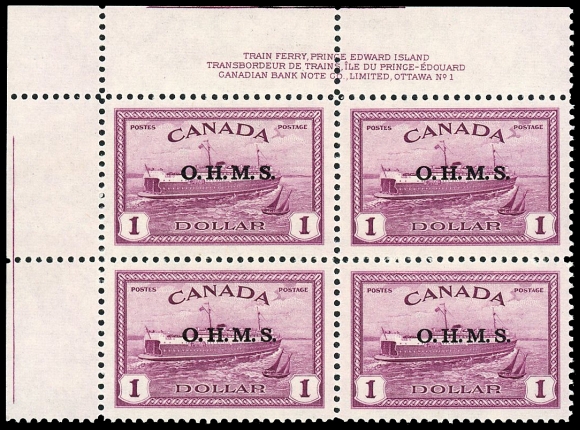 TRAIN FERRY, PRINCE EDWARD ISLAND
TRANSBORDEUR DE TRAINS, ÎLE DU PRINCE-ÉDOUARD
CANADIAN BANK NOTE CO., LIMITED, OTTAWA Nº 1
POSTES CANADA POSTAGE
O.H.M.S.
1 DOLLAR 1
POSTES CANADA POSTAGE
O.H.M.S.
1 DOLLAR 1
POSTES CANADA POSTAGE
O.H.M.S.
1 DOLLAR 1
POSTES CANADA POSTAGE
O.H.M.S.
1 DOLLAR 1